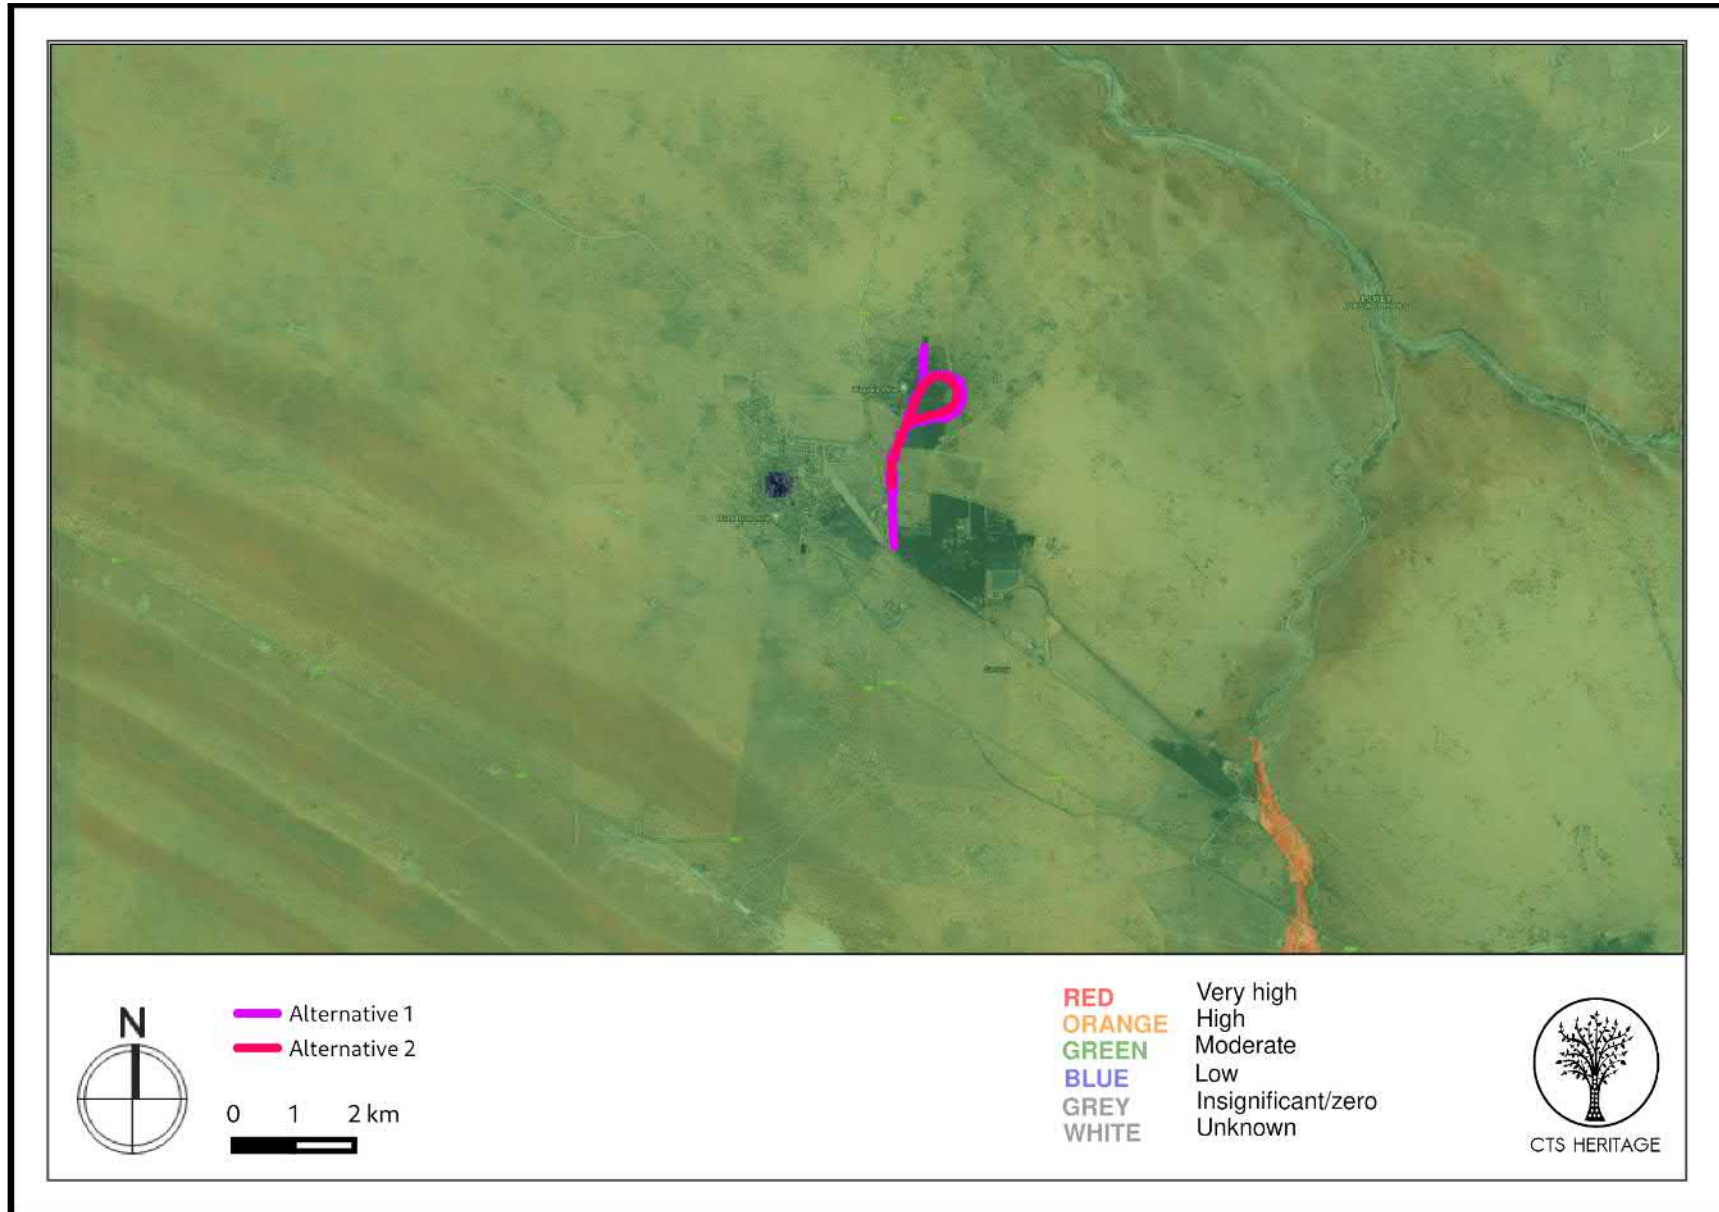 N
Alternative 1
Alternative 2
0 1 2 km
RED Very high
ORANGE High
GREEN Moderate
BLUE Low
GREY Insignificant/zero
WHITE Unknown
CTS HERITAGE